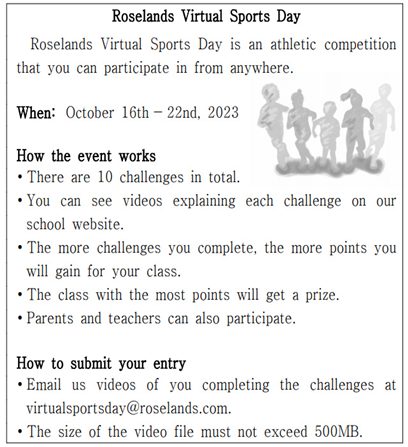 Roselands Virtual Sports Day
Roselands Virtual Sports Day is an athletic competition
that you can participate in from anywhere.
When: October 16th − 22nd, 2023
How the event works
• There are 10 challenges in total.
• You can see videos explaining each challenge on our
school website.
• The more challenges you complete, the more points you
will gain for your class.
• The class with the most points will get a prize.
• Parents and teachers can also participate.
How to submit your entry
• Email us videos of you completing the challenges at
virtualsportsday@roselands.com.
• The size of the video file must not exceed 500MB.